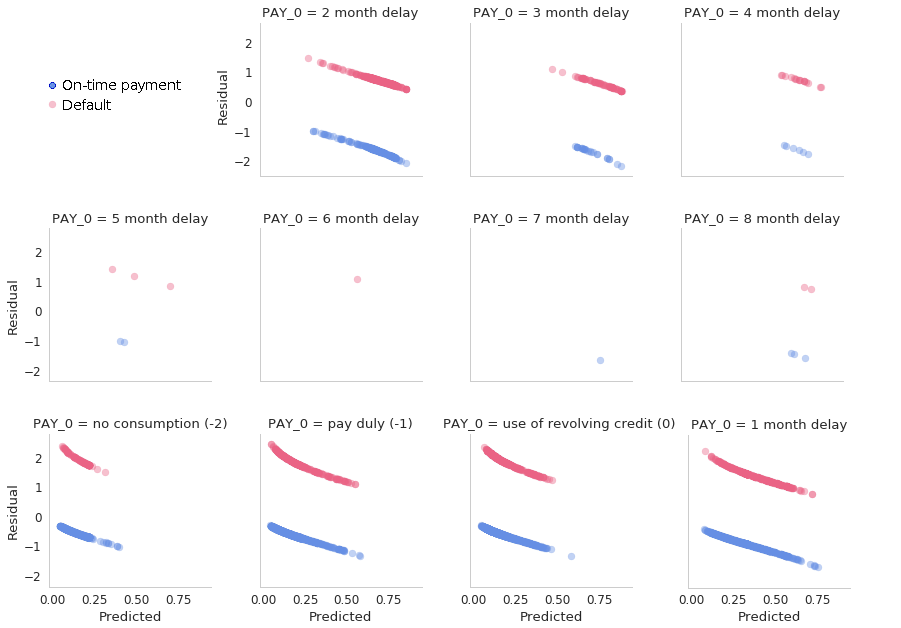 PAY_0 = 2 month delay PAY_0 = 3 month delay PAY_0 = 4 month delay
On-time payment
Default
Residual
2
1
0
−1
−2
PAY_0 = 5 month delay PAY_0 = 6 month delay PAY_0 = 7 month delay PAY_0 = 8 month delay
Residual
2
1
0
−1
−2
PAY_0 = no consumption (-2) PAY_0 = pay duly (-1) PAY_0 = use of revolving credit (0) PAY_0 = 1 month delay
Residual
2
1
0
−1
−2
0.00 0.25 0.50 0.75 0.00 0.25 0.50 0.75 0.00 0.25 0.50 0.75 0.00 0.25 0.50 0.75
Predicted Predicted Predicted Predicted